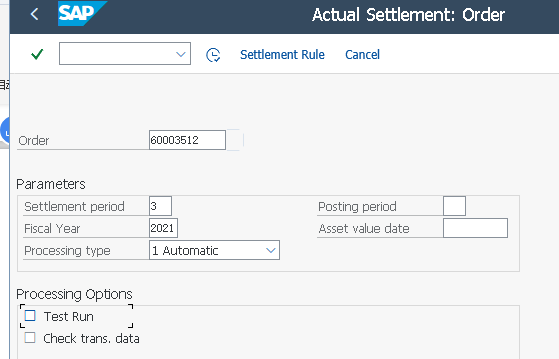 SAP
Actual Settlement: Order
Settlement Rule Cancel
Order 60003512
Parameters
Settlement period 3 Posting period
Fiscal Year 2021 Asset value date
Processing type 1 Automatic
Processing Options
Test Run
Check trans. data